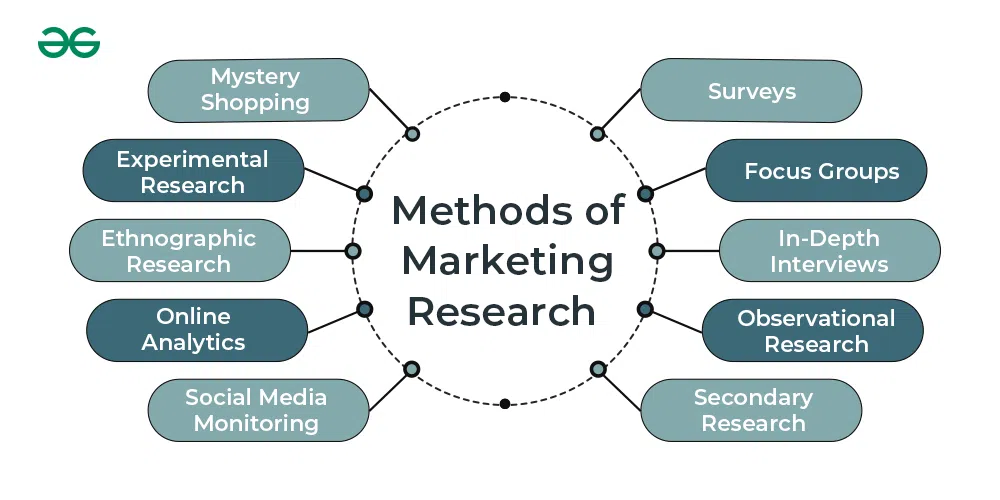 Mystery
Shopping
Experimental
Research
Ethnographic
Research
Online
Analytics
Social Media
Monitoring
Methods of
Marketing
Research
Surveys
Focus Groups
In-Depth
Interviews
Observational
Research
Secondary
Research